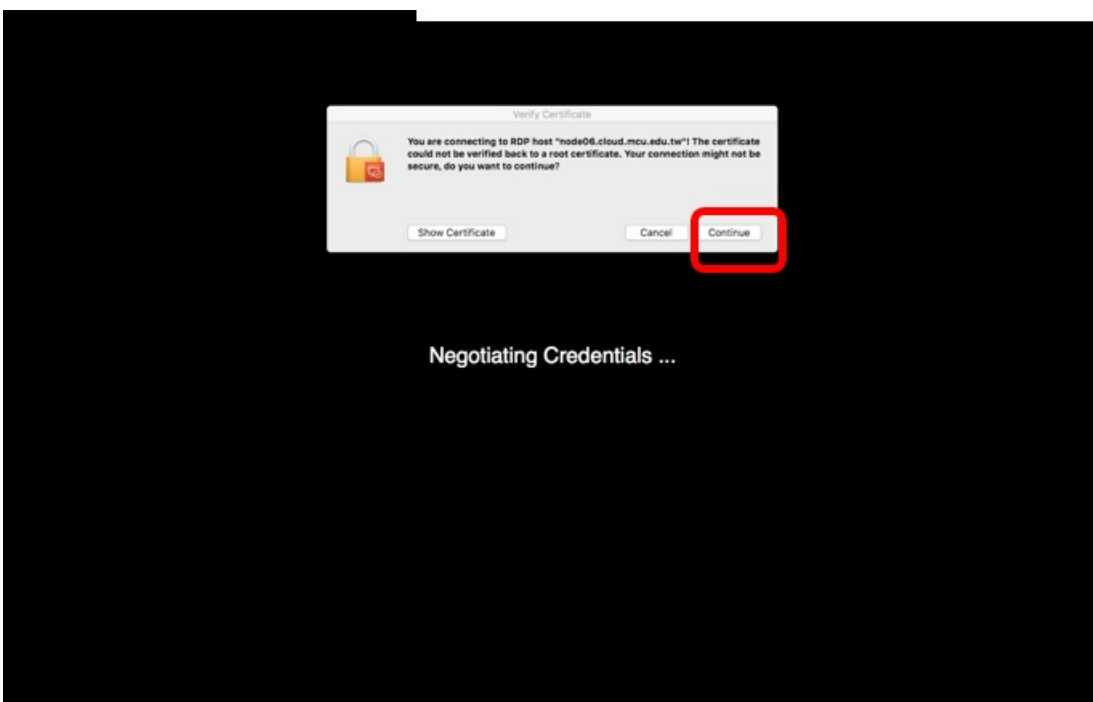 Verify Certificate
You are connecting to RDP host "node06.cloud.mcu.edu.tw"! The certificate
could not be verified back to a root certificate. Your connection might not be
secure, do you want to continue?
Show Certificate Cancel Continue
Negotiating Credentials ...